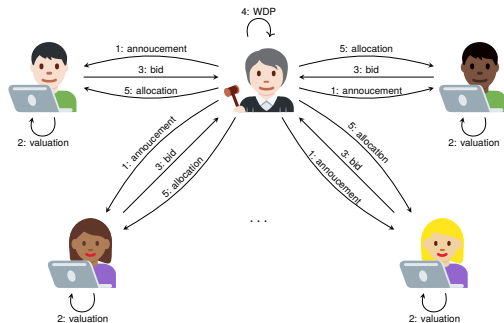 4: WDP
1: annoucement
3: bid
5: allocation
5: allocation
3: bid
1: annoucement
2: valuation
2: valuation
1: annoucement
3: bid
5: allocation
5: allocation
3: bid
1: annoucement
...
2: valuation
2: valuation